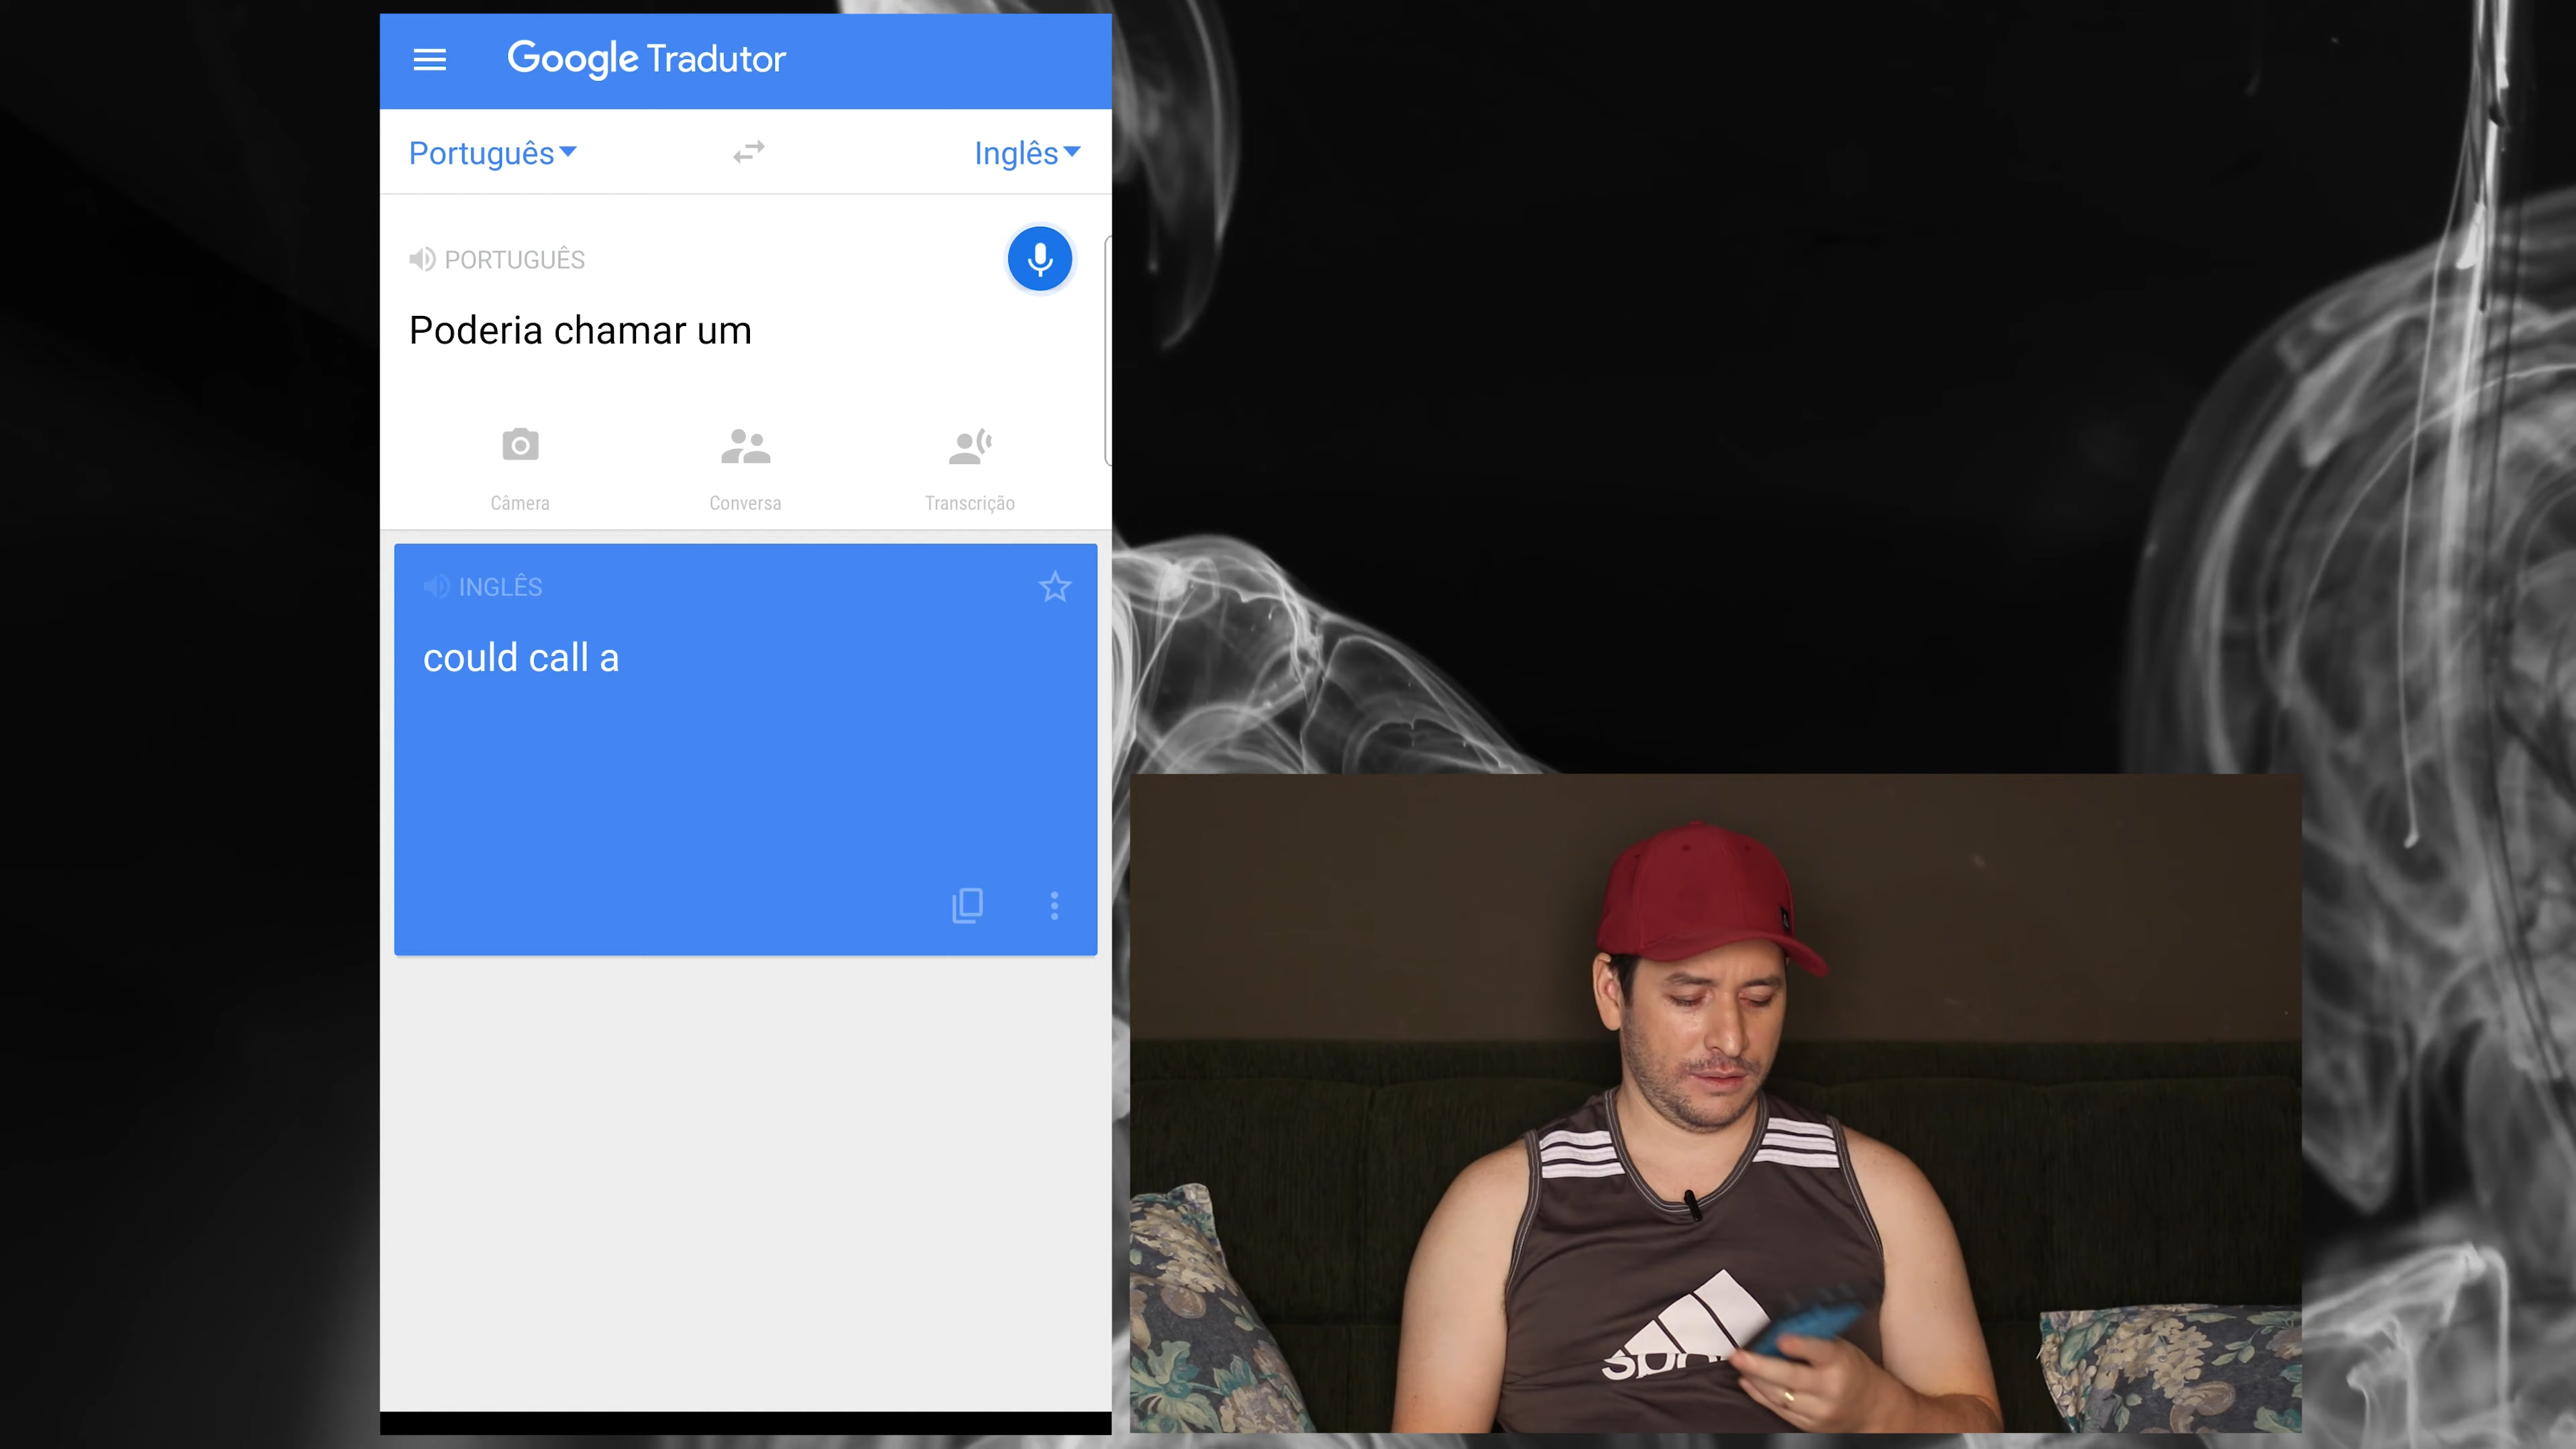 Google Tradutor
Português
Inglês
PORTUGUÊS
Poderia chamar um
Câmera
Conversa
Transcrição
INGLÊS
could call a